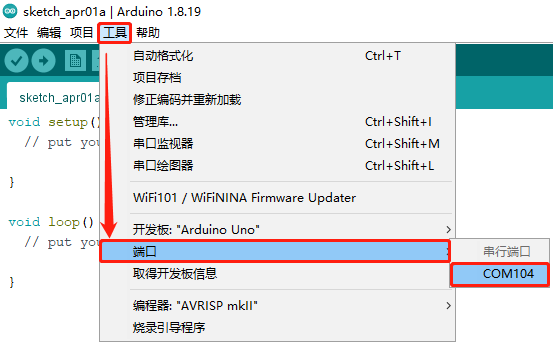 sketch_apr01a | Arduino 1.8.19
文件 编辑 项目 工具 帮助
sketch_apr01a
自动格式化 Ctrl+T
项目存档
修正编码并重新加载
管理库... Ctrl+Shift+I
串口监视器 Ctrl+Shift+M
串口绘图器 Ctrl+Shift+L
WiFi101 / WiFiNINA Firmware Updater
开发板: "Arduino Uno"
端口
串行端口
COM104
取得开发板信息
编程器: "AVRISP mkII"
烧录引导程序
void setup()
// put you
}
void loop()
// put you
}